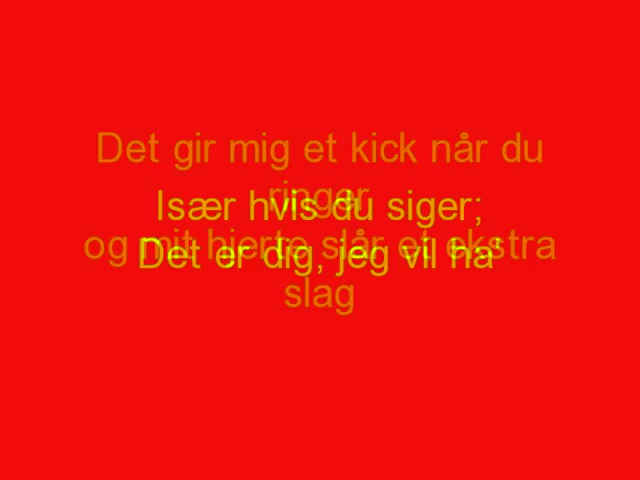 Det gir mig et kick når du
ringer
Især hvis du siger;
og mit hjerte slår et ekstra
Det er dig, jeg vil ha'
slag